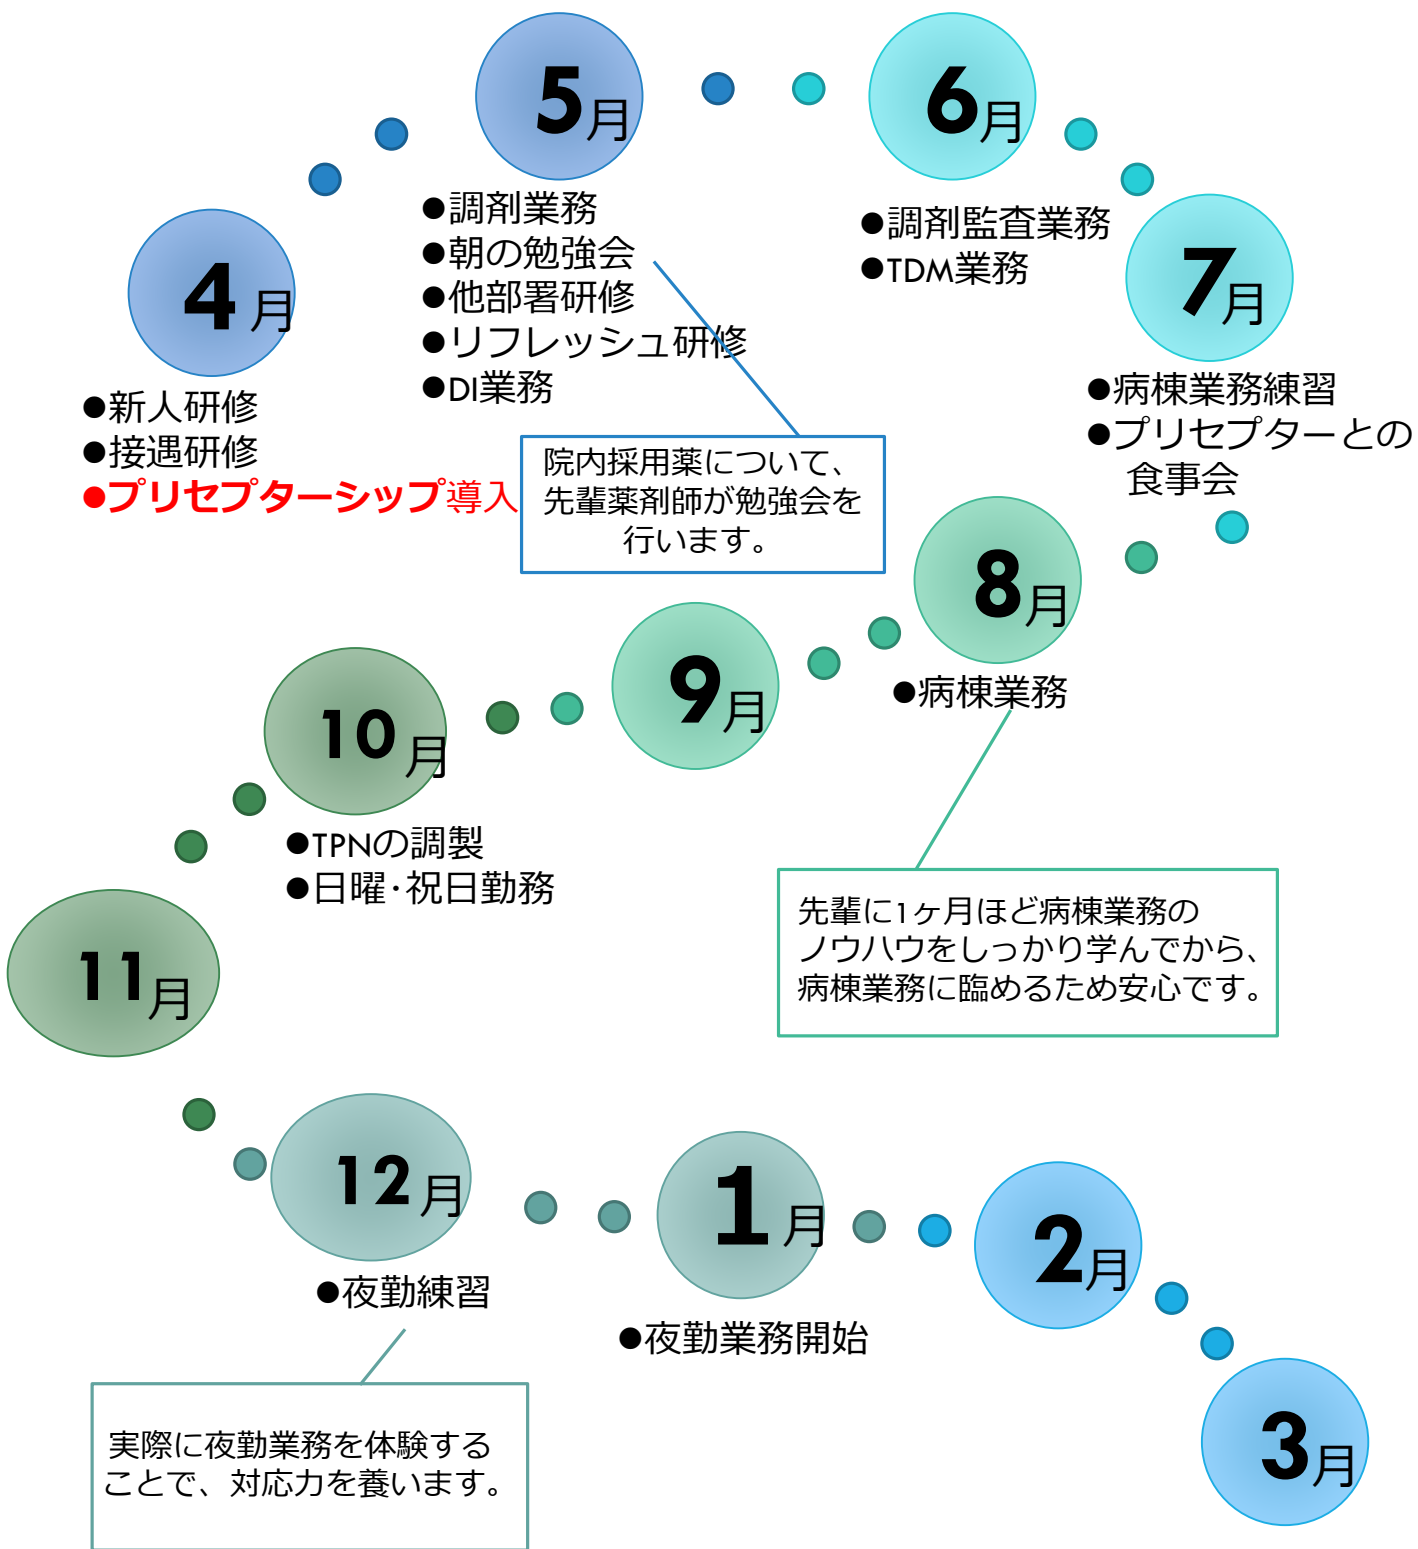 4月
●新人研修
●接遇研修
●プリセプターシップ導入
5月
●調剤業務
●朝の勉強会
●他部署研修
●リフレッシュ研修
●DI業務
院内採用薬について、
先輩薬剤師が勉強会を
行います。
6月
●調剤監査業務
●TDM業務
7月
●病棟業務練習
●プリセプターとの
食事会
8月
●病棟業務
先輩に1ヶ月ほど病棟業務の
ノウハウをしっかり学んでから、
病棟業務に臨めるため安心です。
9月
10月
●TPNの調製
●日曜・祝日勤務
11月
12月
●夜勤練習
実際に夜勤業務を体験する
ことで、対応力を養います。
1月
●夜勤業務開始
2月
3月